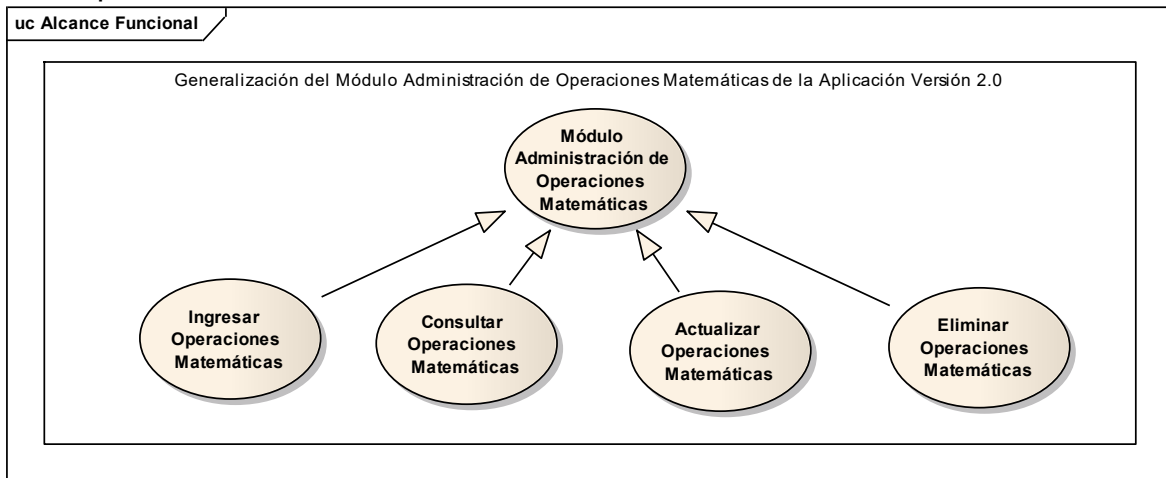 uc Alcance Funcional
Generalización del Módulo Administración de Operaciones Matemáticas de la Aplicación Versión 2.0
Módulo
Administración de
Operaciones
Matemáticas
Ingresar
Operaciones
Matemáticas
Consultar
Operaciones
Matemáticas
Actualizar
Operaciones
Matemáticas
Eliminar
Operaciones
Matemáticas